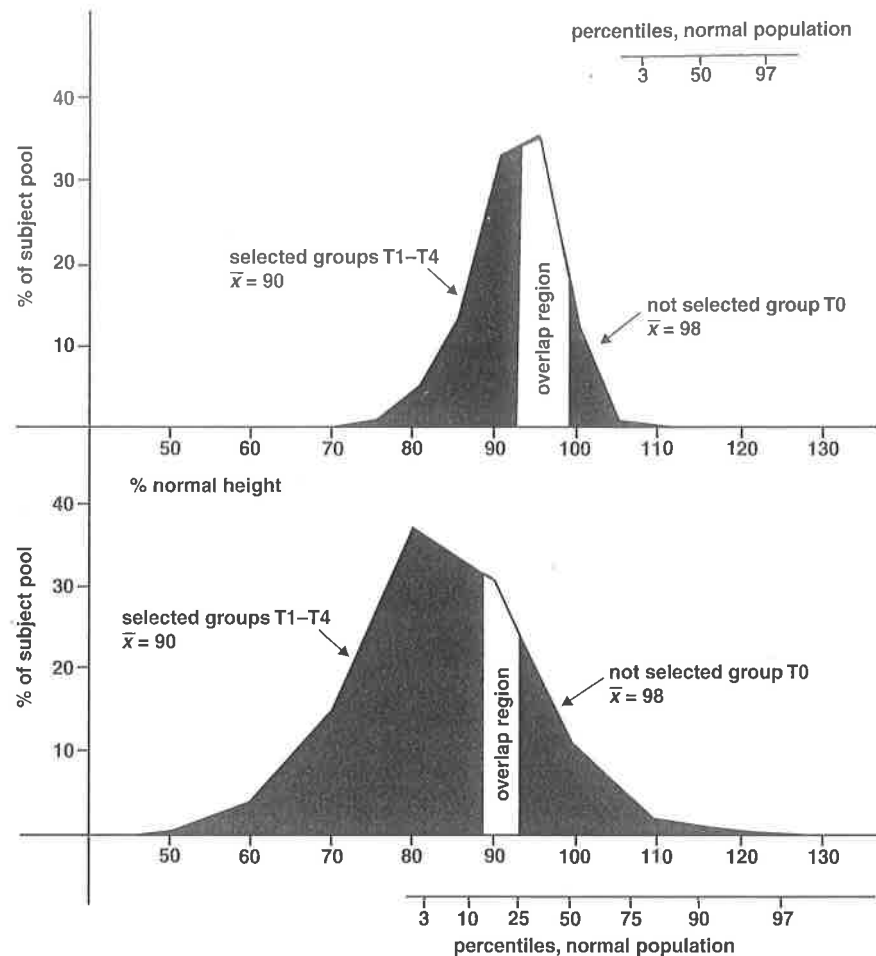 percentiles, normal population
3 50 97
% of subject pool
40
30
20
10
selected groups T1–T4
x̄ = 90
overlap region
not selected group T0
x̄ = 98
50 60 70 80 90 100 110 120 130
% normal height
% of subject pool
40
30
20
10
selected groups T1–T4
x̄ = 90
overlap region
not selected group T0
x̄ = 98
50 60 70 80 90 100 110 120 130
3 10 25 50 75 90 97
percentiles, normal population